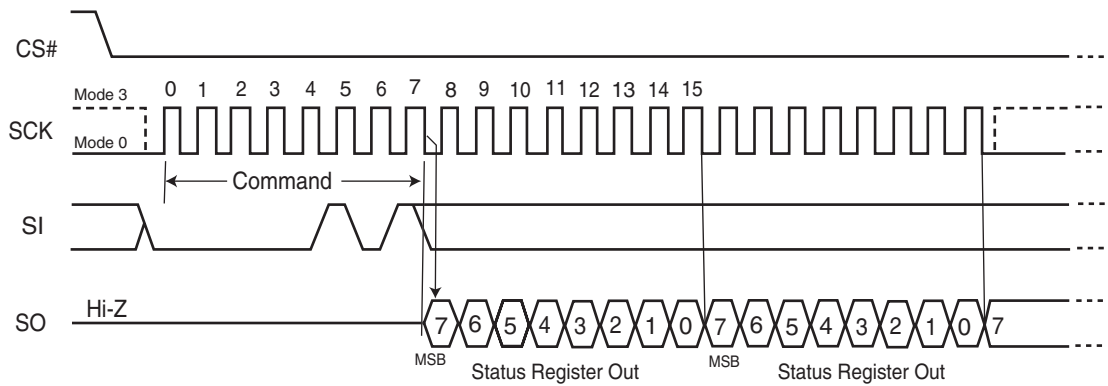 CS#
Mode 3
0 1 2 3 4 5 6 7 8 9 10 11 12 13 14 15
SCK
Mode 0
Command
SI
Hi-Z
SO
7 6 5 4 3 2 1 0 7 6 5 4 3 2 1 0 7
MSB Status Register Out MSB Status Register Out